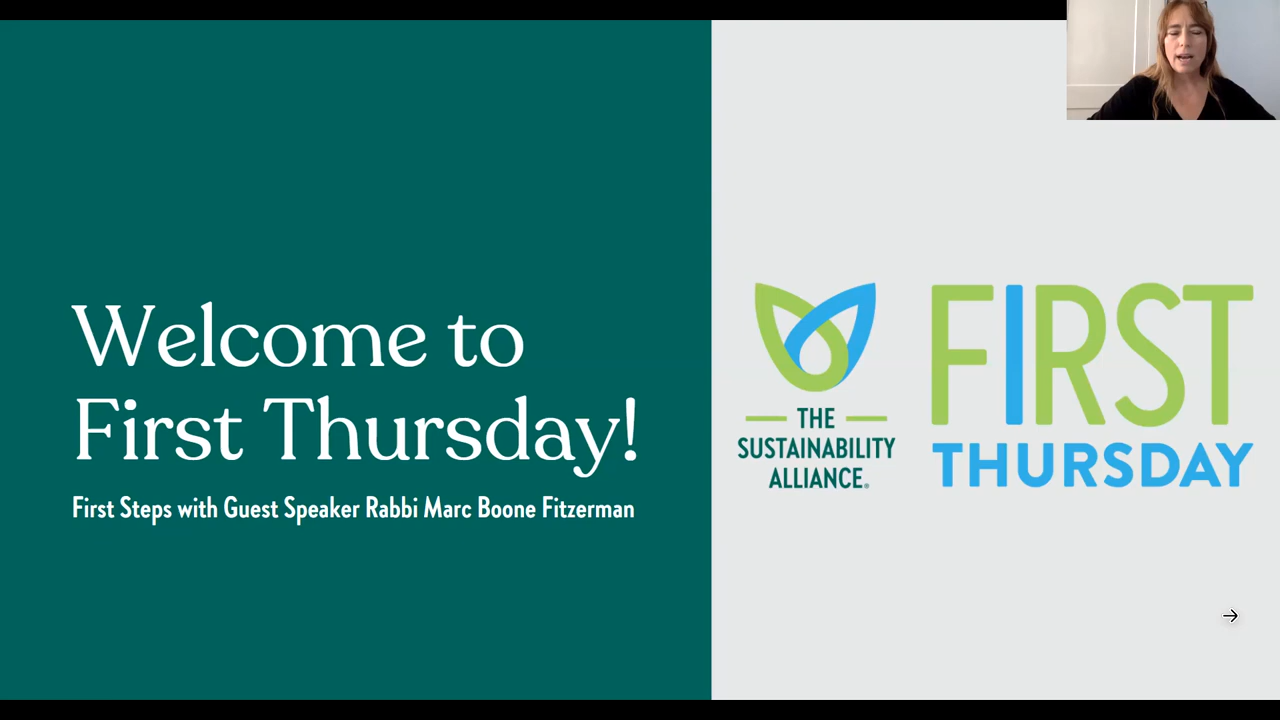 Welcome to
First Thursday!
First Steps with Guest Speaker Rabbi Marc Boone Fitzerman
THE
SUSTAINABILITY
ALLIANCE®
FIRST
THURSDAY